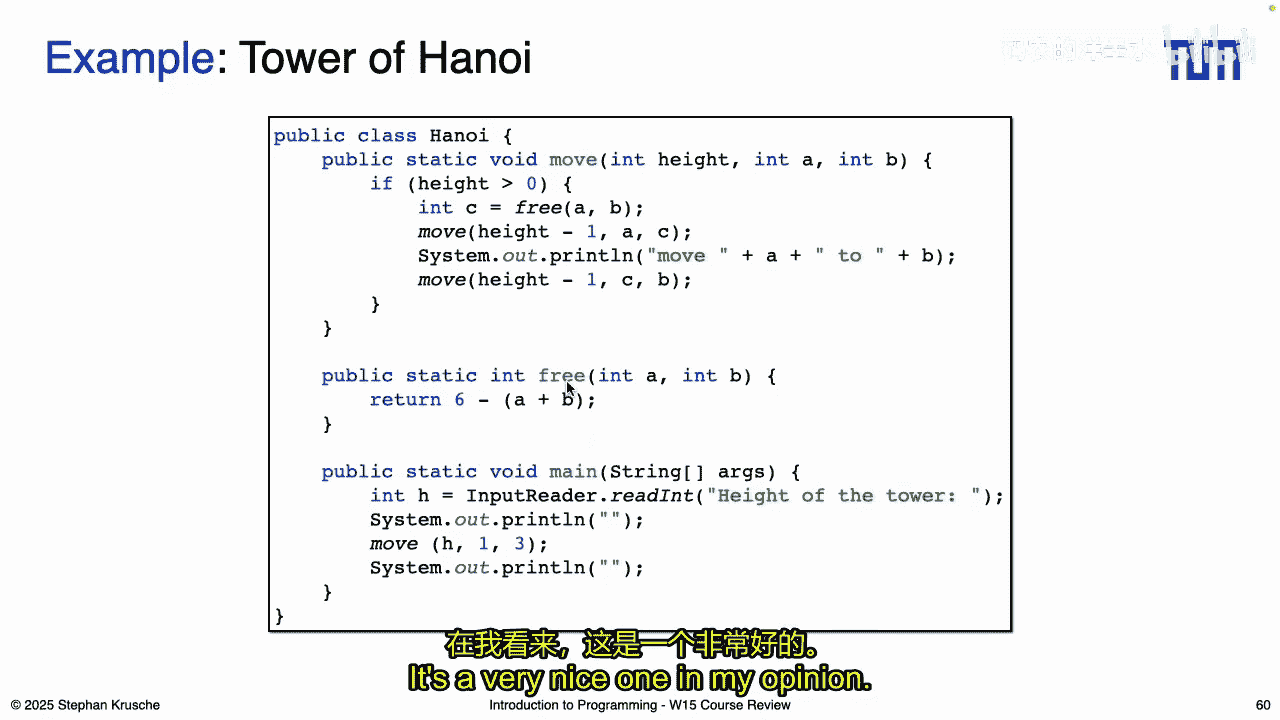 Example: Tower of Hanoi
public class Hanoi {
    public static void move(int height, int a, int b) {
        if (height > 0) {
            int c = free(a, b);
            move(height - 1, a, c);
            System.out.println("move " + a + " to " + b);
            move(height - 1, c, b);
        }
    }

    public static int free(int a, int b) {
        return 6 - (a + b);
    }

    public static void main(String[] args) {
        int h = InputReader.readInt("Height of the tower: ");
        System.out.println("");
        move (h, 1, 3);
        System.out.println("");
    }
}
在我看来，这是一个非常好的。
It's a very nice one in my opinion.
© 2025 Stephan Krusche
Introduction to Programming - W15 Course Review
60